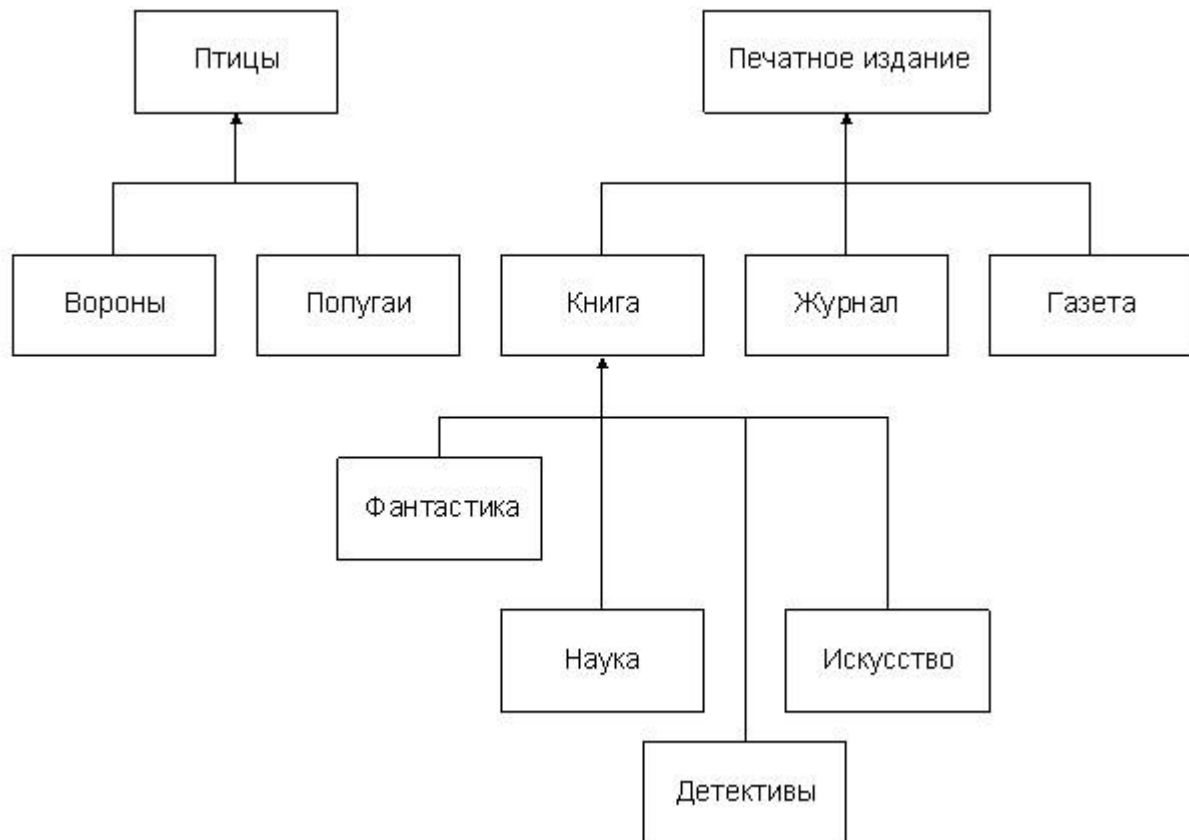 Птицы
Печатное издание
Вороны
Попугаи
Книга
Журнал
Газета
Фантастика
Наука
Искусство
Детективы